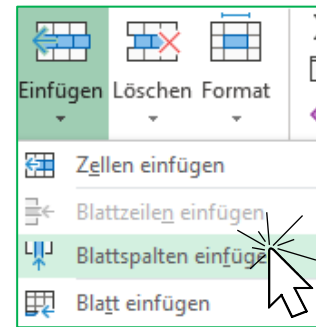 Einfügen Löschen Format
Zellen einfügen
Blattzeilen einfügen
Blattspalten einfüge
Blatt einfügen